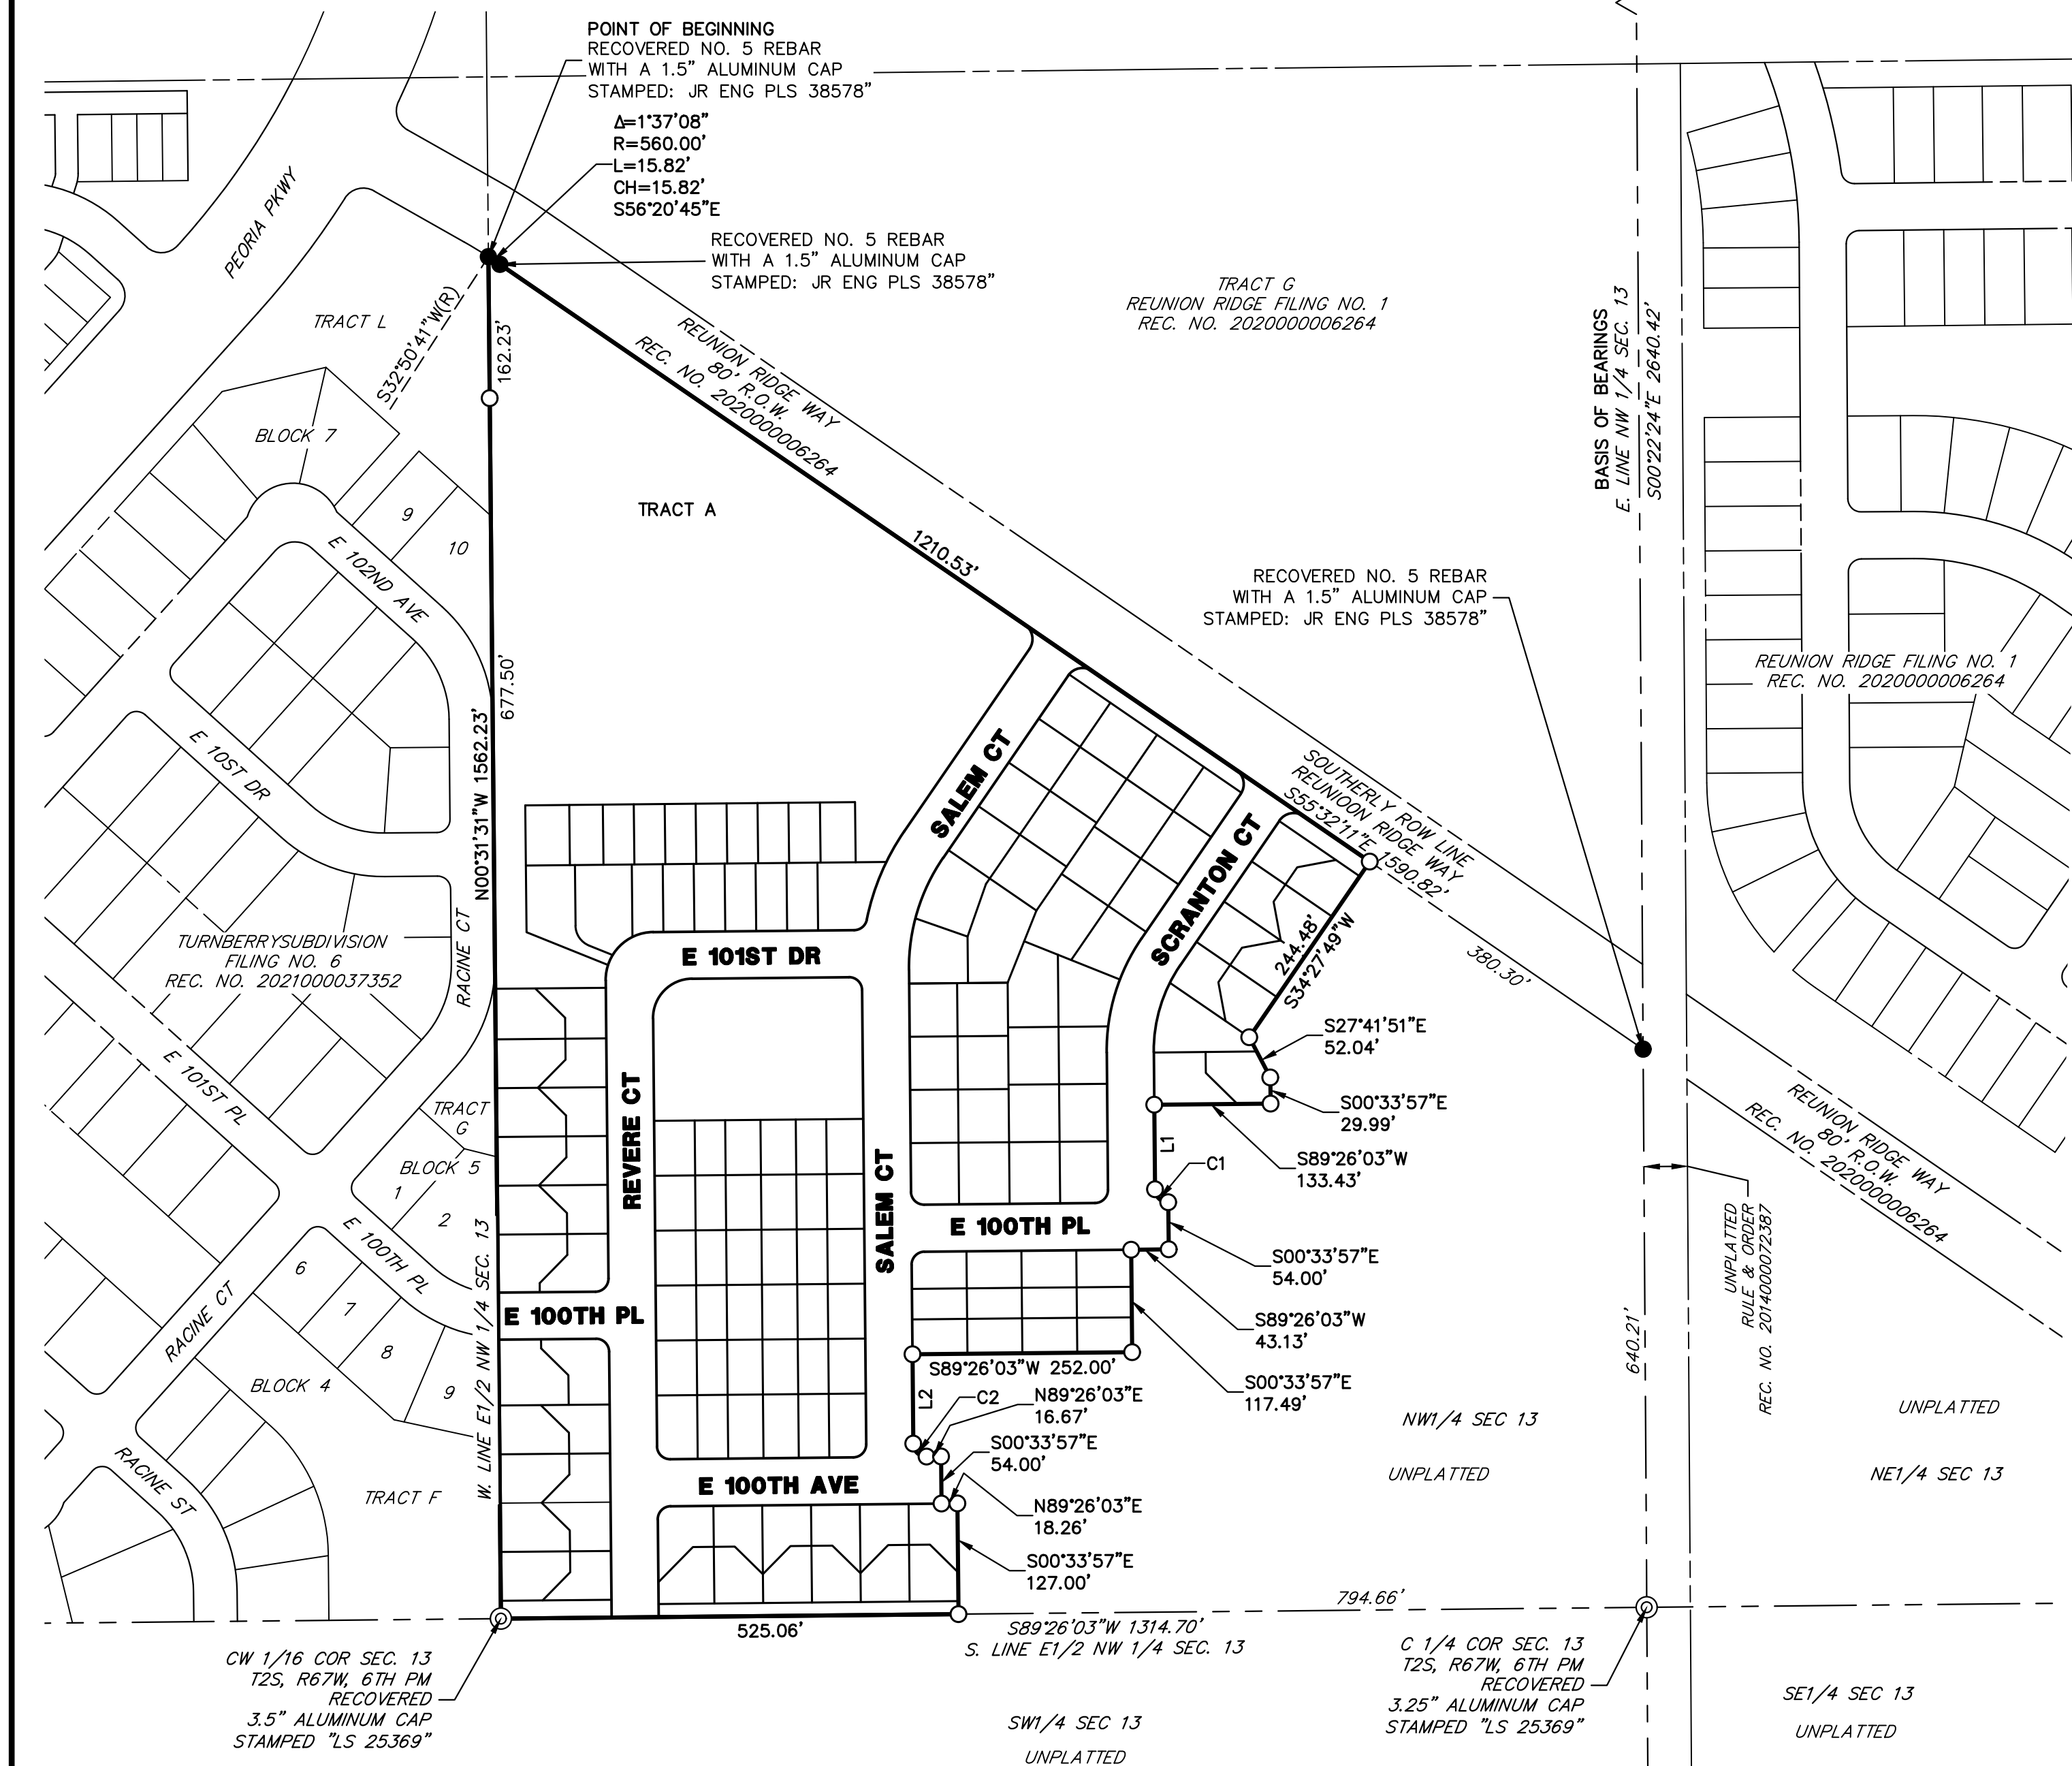 POINT OF BEGINNING
RECOVERED NO. 5 REBAR
WITH A 1.5" ALUMINUM CAP
STAMPED: JR ENG PLS 38578"
Δ=1°37'08"
R=560.00'
L=15.82'
CH=15.82'
S56°20'45"E
RECOVERED NO. 5 REBAR
WITH A 1.5" ALUMINUM CAP
STAMPED: JR ENG PLS 38578"
PEORIA PKWY
TRACT L
S32°50'41"W(R)
162.23'
REUNION RIDGE WAY
80' R.O.W.
REC. NO. 2020000006264
TRACT G
REUNION RIDGE FILING NO. 1
REC. NO. 2020000006264
BASIS OF BEARINGS
E. LINE NW 1/4 SEC. 13
S00°22'24"E 2640.42'
BLOCK 7
9
10
E 102ND AVE
TRACT A
1210.53'
RECOVERED NO. 5 REBAR
WITH A 1.5" ALUMINUM CAP
STAMPED: JR ENG PLS 38578"
REUNION RIDGE FILING NO. 1
REC. NO. 2020000006264
677.50'
N00°31'31"W 1562.23'
E 10ST DR
SALEM CT
SCRANTON CT
SOUTHERLY ROW LINE
REUNIOON RIDGE WAY
S55°32'11"E 1590.82'
380.30'
244.48'
S34°27'49"W
TURNBERRYSUBDIVISION
FILING NO. 6
REC. NO. 2021000037352
RACINE CT
E 101ST DR
S27°41'51"E
52.04'
S00°33'57"E
29.99'
S89°26'03"W
133.43'
L1
C1
E 101ST PL
TRACT
G
BLOCK 5
1
2
E 100TH PL
REVERE CT
SALEM CT
E 100TH PL
S00°33'57"E
54.00'
S89°26'03"W
43.13'
S00°33'57"E
117.49'
REUNION RIDGE WAY
80' R.O.W.
REC. NO. 2020000006264
UNPLATTED
RULE & ORDER
REC. NO. 2014000072387
640.21'
RACINE CT
6
7
8
9
BLOCK 4
W. LINE E1/2 NW 1/4 SEC. 13
E 100TH PL
S89°26'03"W 252.00'
L2
C2
N89°26'03"E
16.67'
S00°33'57"E
54.00'
N89°26'03"E
18.26'
S00°33'57"E
127.00'
NW1/4 SEC 13
UNPLATTED
UNPLATTED
NE1/4 SEC 13
RACINE ST
TRACT F
E 100TH AVE
525.06'
794.66'
S89°26'03"W 1314.70'
S. LINE E1/2 NW 1/4 SEC. 13
CW 1/16 COR SEC. 13
T2S, R67W, 6TH PM
RECOVERED
3.5" ALUMINUM CAP
STAMPED "LS 25369"
C 1/4 COR SEC. 13
T2S, R67W, 6TH PM
RECOVERED
3.25" ALUMINUM CAP
STAMPED "LS 25369"
SW1/4 SEC 13
UNPLATTED
SE1/4 SEC 13
UNPLATTED